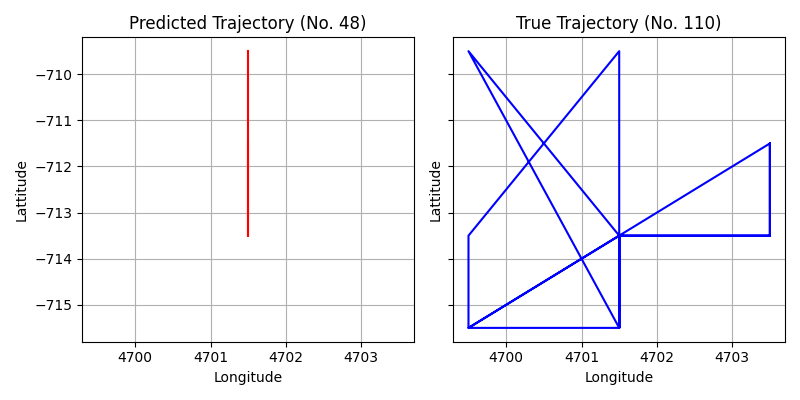 Predicted Trajectory (No. 48)
True Trajectory (No. 110)
−710
−711
−712
−713
−714
−715
Lattitude
Lattitude
4700 4701 4702 4703
4700 4701 4702 4703
Longitude
Longitude